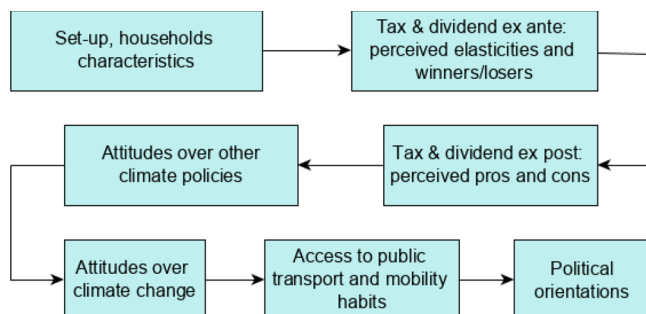 Set-up, households
characteristics
Tax & dividend ex ante:
perceived elasticities and
winners/losers
Attitudes over other
climate policies
Tax & dividend ex post:
perceived pros and cons
Attitudes over
climate change
Access to public
transport and mobility
habits
Political
orientations